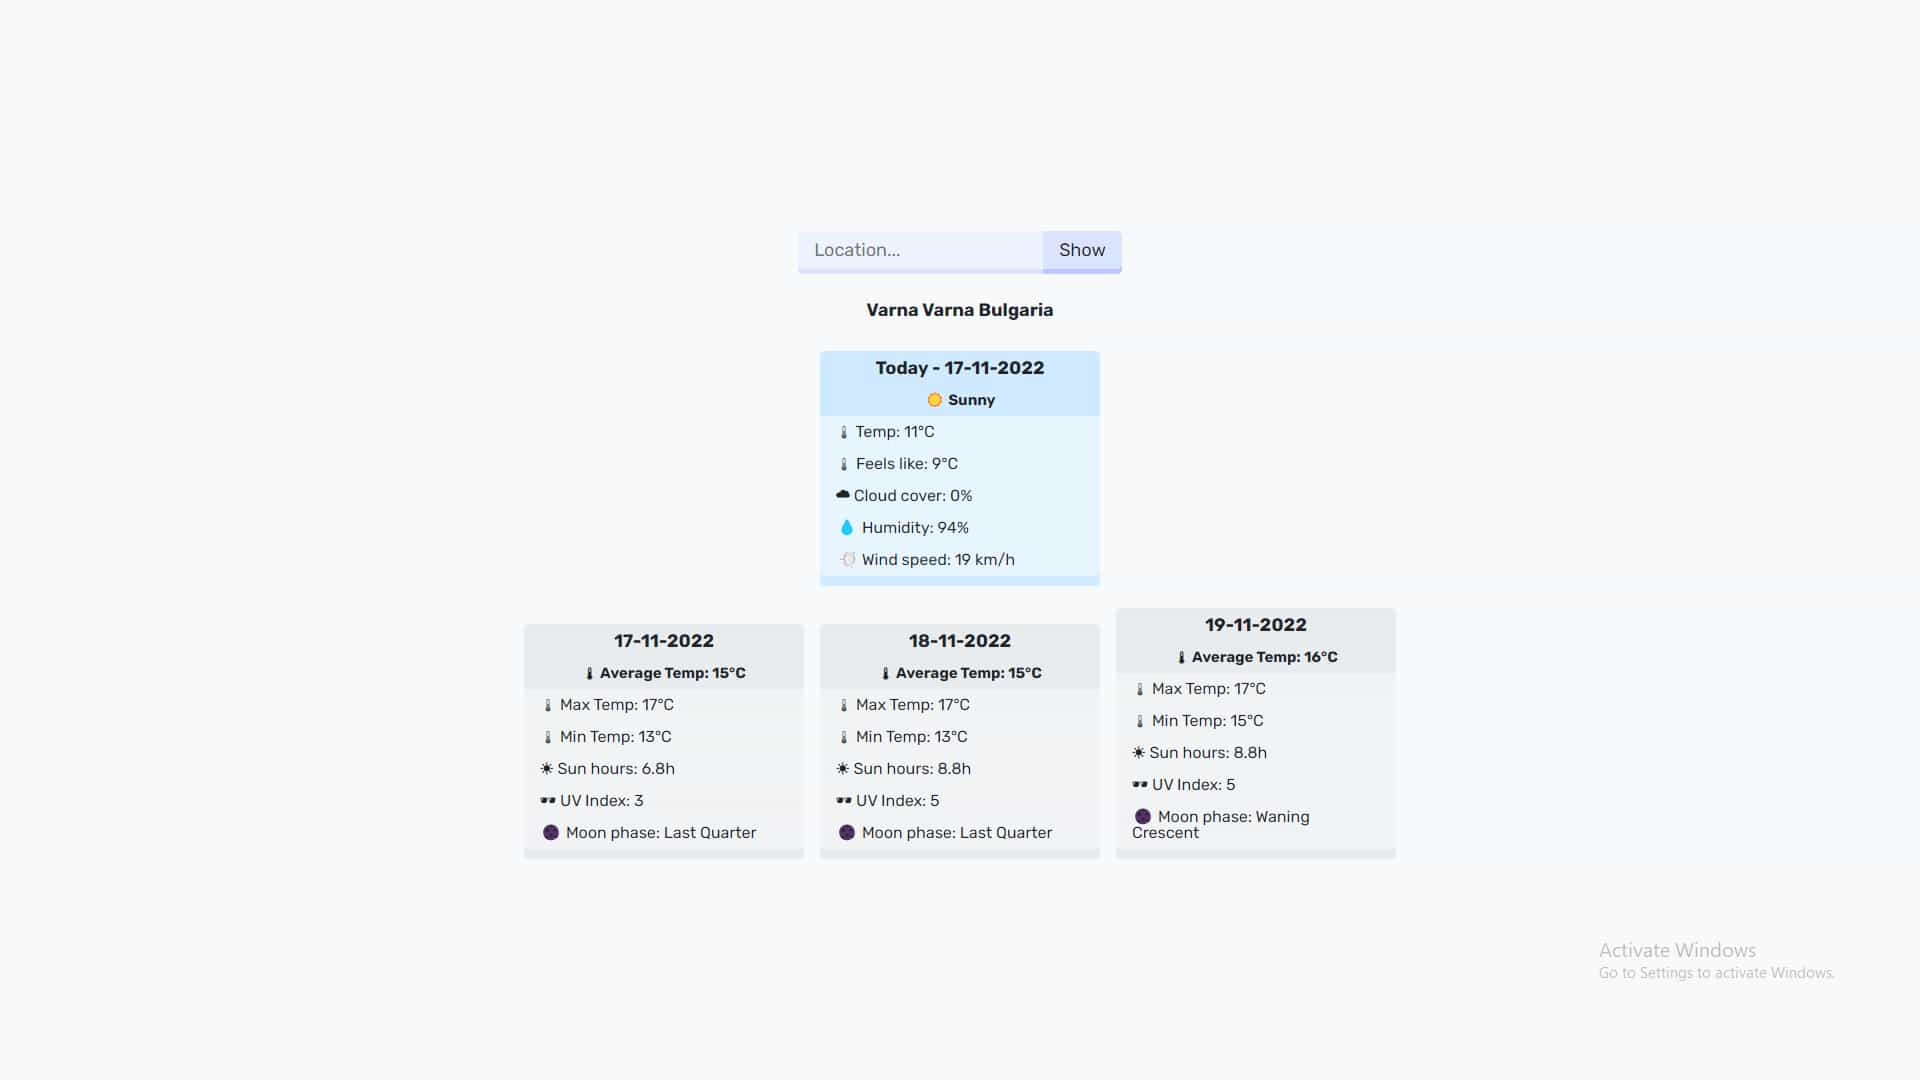 Location...
Show
Varna Varna Bulgaria
Today - 17-11-2022
Sunny
Temp: 11°C
Feels like: 9°C
Cloud cover: 0%
Humidity: 94%
Wind speed: 19 km/h
17-11-2022
Average Temp: 15°C
Max Temp: 17°C
Min Temp: 13°C
Sun hours: 6.8h
UV Index: 3
Moon phase: Last Quarter
18-11-2022
Average Temp: 15°C
Max Temp: 17°C
Min Temp: 13°C
Sun hours: 8.8h
UV Index: 5
Moon phase: Last Quarter
19-11-2022
Average Temp: 16°C
Max Temp: 17°C
Min Temp: 15°C
Sun hours: 8.8h
UV Index: 5
Moon phase: Waning
Crescent
Activate Windows
Go to Settings to activate Windows.